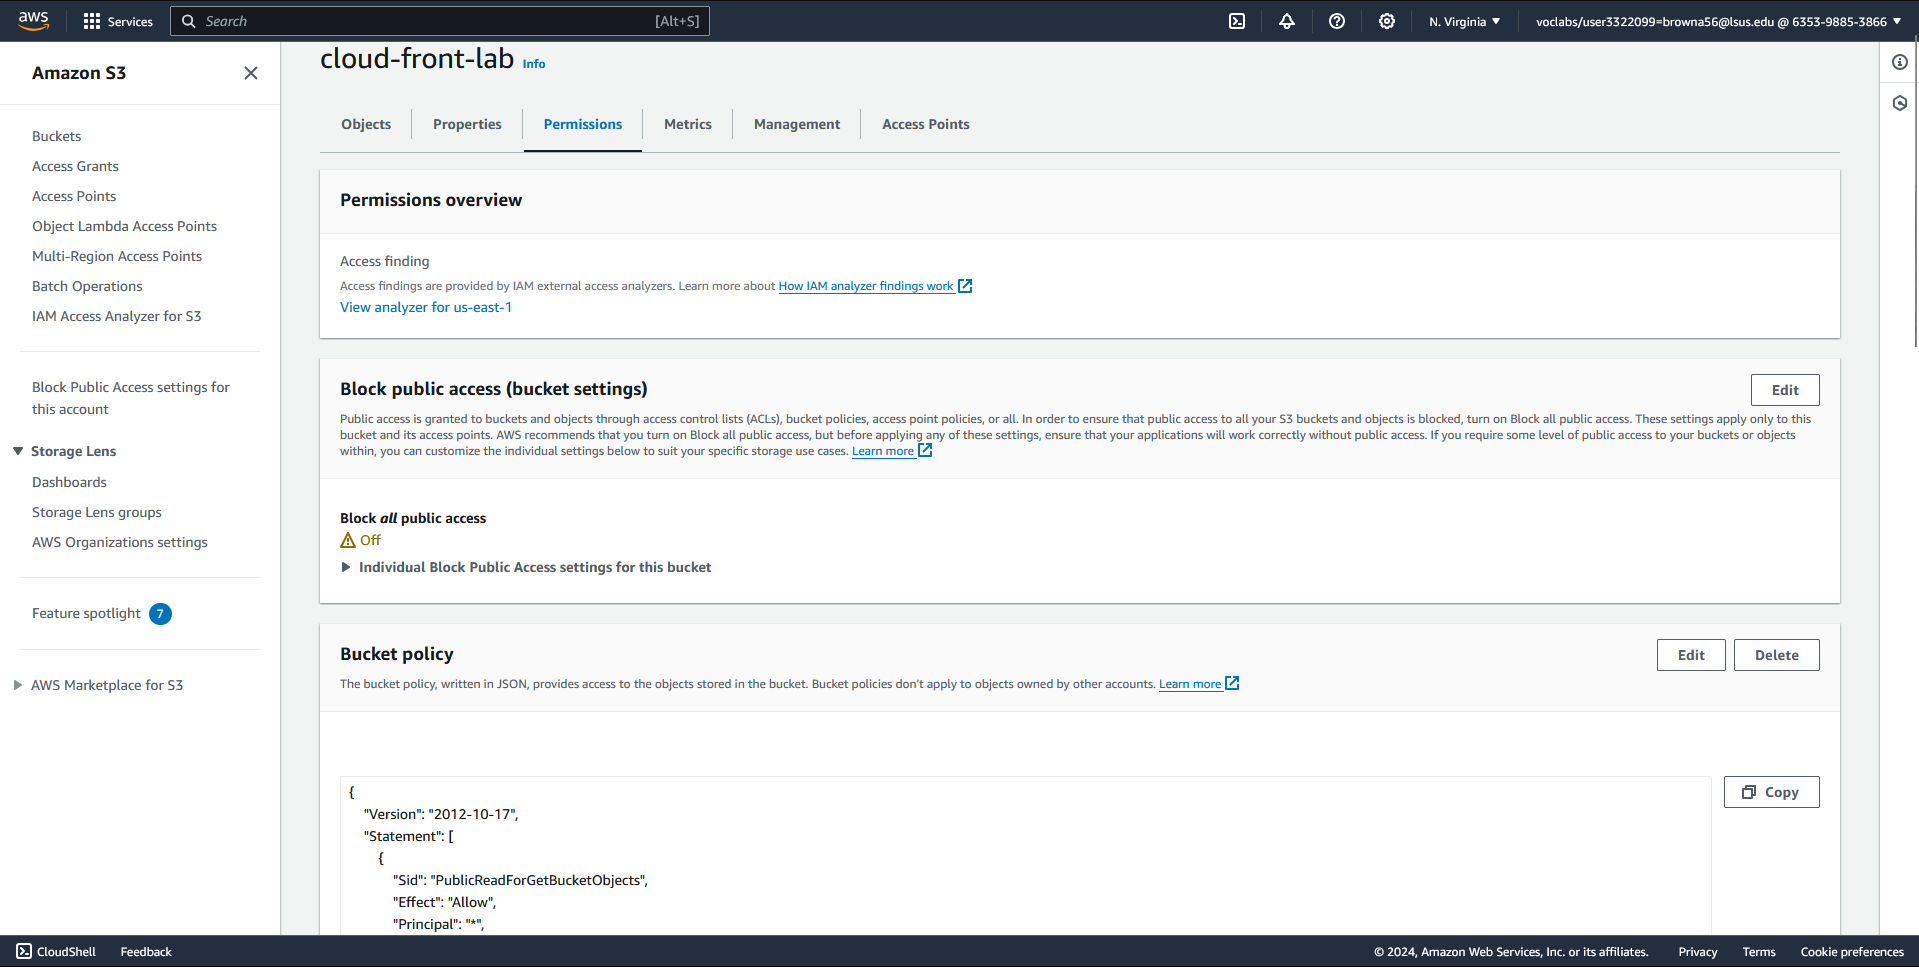 aws
Services
Search
[Alt+S]
N. Virginia
voclabs/user3322099=browna56@lsus.edu @ 6353-9885-3866
Amazon S3
Buckets
Access Grants
Access Points
Object Lambda Access Points
Multi-Region Access Points
Batch Operations
IAM Access Analyzer for S3
Block Public Access settings for
this account
Storage Lens
Dashboards
Storage Lens groups
AWS Organizations settings
Feature spotlight 7
AWS Marketplace for S3
cloud-front-lab Info
Objects
Properties
Permissions
Metrics
Management
Access Points
Permissions overview
Access finding
Access findings are provided by IAM external access analyzers. Learn more about How IAM analyzer findings work
View analyzer for us-east-1
Block public access (bucket settings)
Edit
Public access is granted to buckets and objects through access control lists (ACLs), bucket policies, access point policies, or all. In order to ensure that public access to all your S3 buckets and objects is blocked, turn on Block all public access. These settings apply only to this
bucket and its access points. AWS recommends that you turn on Block all public access, but before applying any of these settings, ensure that your applications will work correctly without public access. If you require some level of public access to your buckets or objects
within, you can customize the individual settings below to suit your specific storage use cases. Learn more
Block all public access
Off
Individual Block Public Access settings for this bucket
Bucket policy
Edit
Delete
The bucket policy, written in JSON, provides access to the objects stored in the bucket. Bucket policies don't apply to objects owned by other accounts. Learn more
Copy
{
"Version": "2012-10-17",
"Statement": [
{
"Sid": "PublicReadForGetBucketObjects",
"Effect": "Allow",
"Principal": "*",
CloudShell
Feedback
© 2024, Amazon Web Services, Inc. or its affiliates.
Privacy
Terms
Cookie preferences